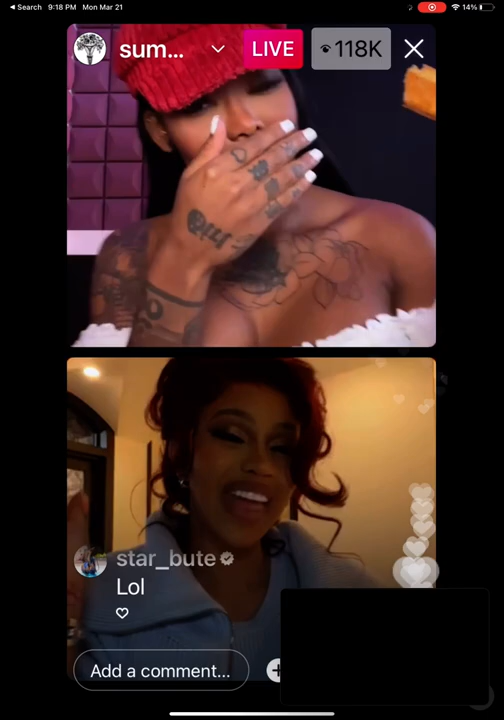 Search 9:18 PM Mon Mar 21
14%
sum...
LIVE
118K
star_bute
Lol
Add a comment...